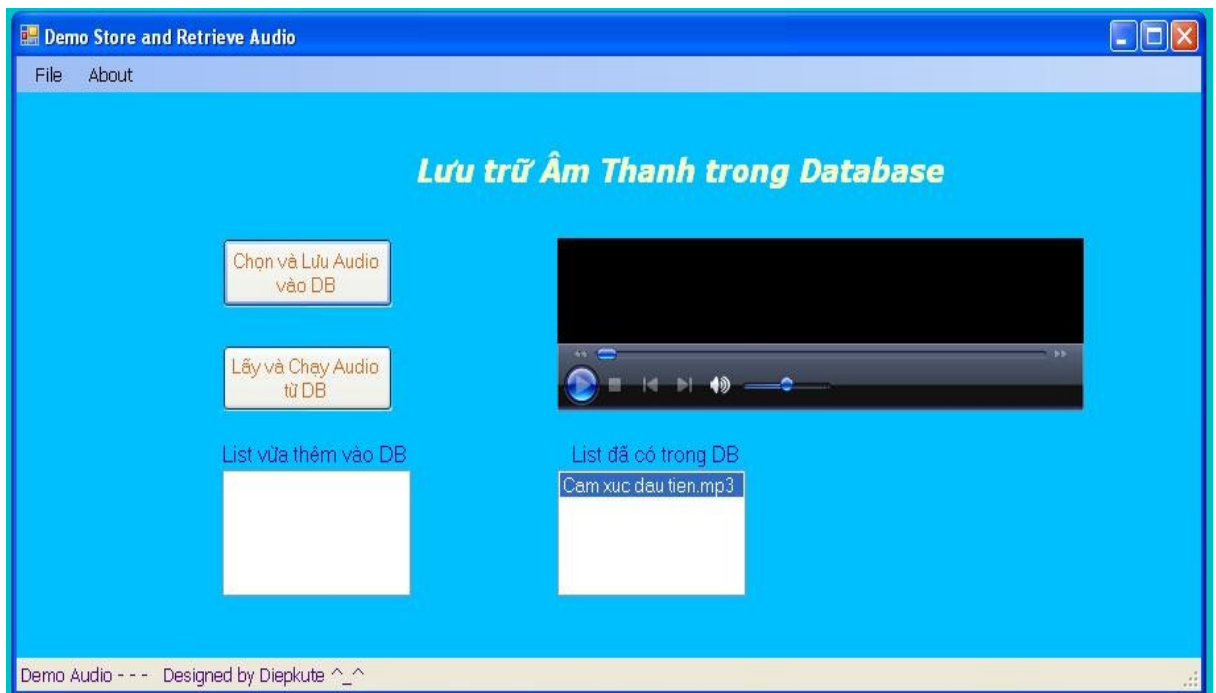 Demo Store and Retrieve Audio
File About
Lưu trữ Âm Thanh trong Database
Chọn và Lưu Audio
vào DB
Lấy và Chạy Audio
từ DB
List vừa thêm vào DB
List đã có trong DB
Cam xuc dau tien.mp3
Demo Audio - - - Designed by Diepkute ^_^